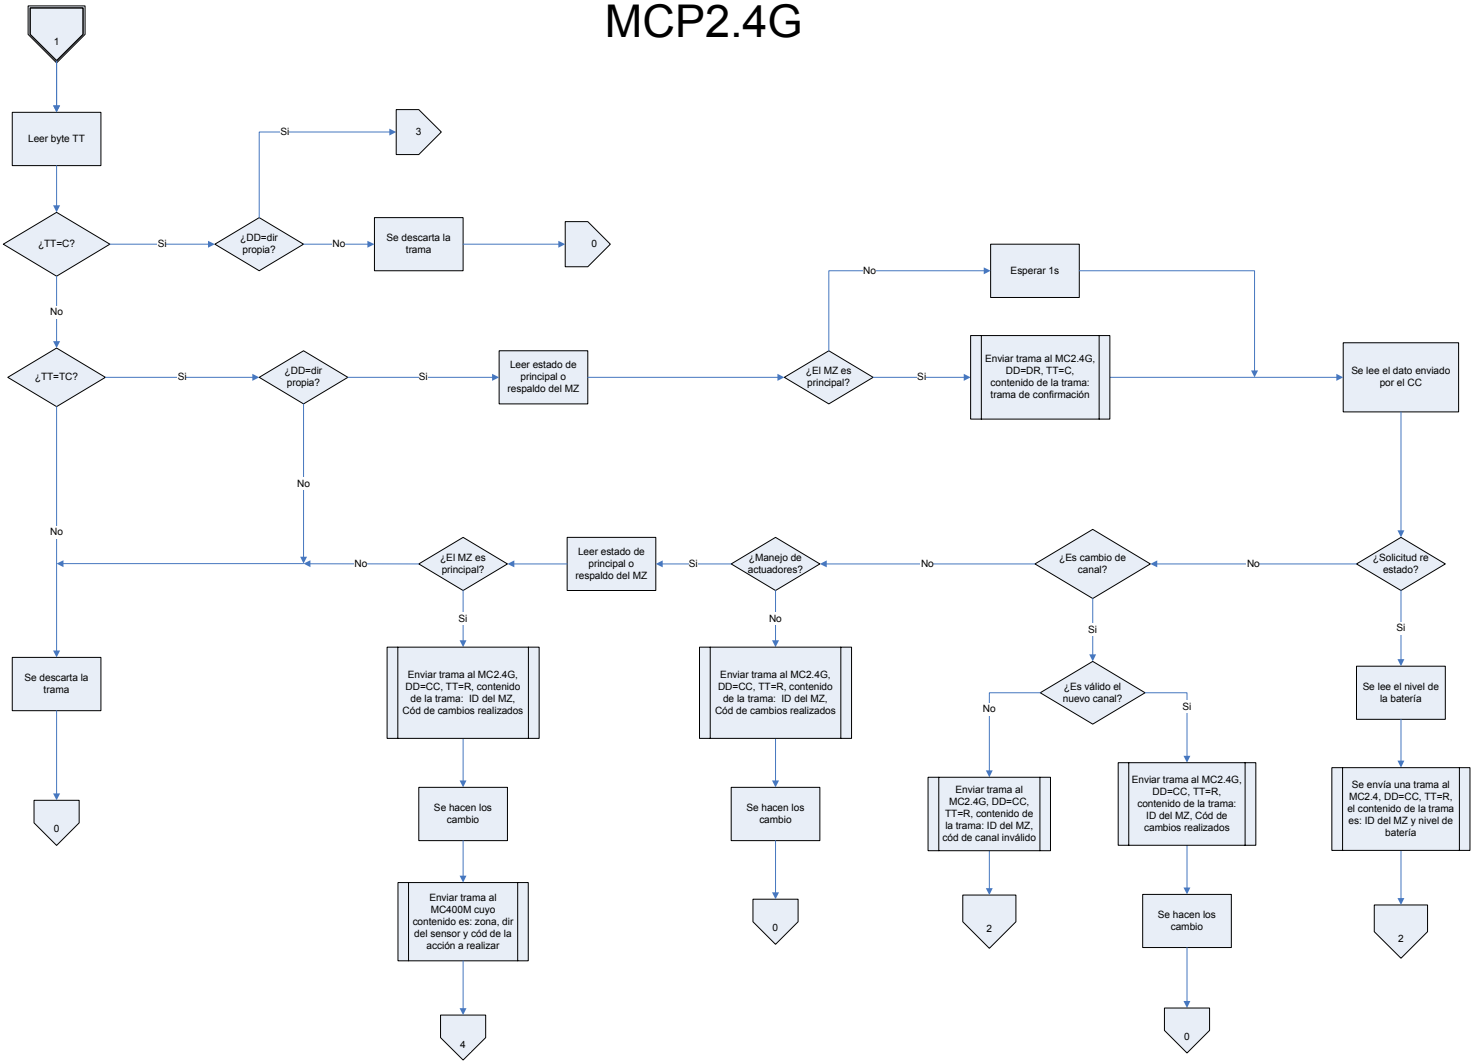 MCP2.4G
1
Leer byte TT
Si
3
¿TT=C?
Si
¿DD=dir
propia?
No
Se descarta la
trama
0
No
No
Esperar 1s
¿TT=TC?
Si
¿DD=dir
propia?
Si
Leer estado de
principal o
respaldo del MZ
¿El MZ es
principal?
Si
Enviar trama al MC2.4G,
DD=DR, TT=C,
contenido de la trama:
trama de confirmación
Se lee el dato enviado
por el CC
No
No
No
¿El MZ es
principal?
Leer estado de
principal o
respaldo del MZ
Si
¿Manejo de
actuadores?
No
¿Es cambio de
canal?
No
¿Solicitud re
estado?
Si
No
Si
Si
Se descarta la
trama
Enviar trama al MC2.4G,
DD=CC, TT=R, contenido
de la trama: ID del MZ,
Cód de cambios realizados
Enviar trama al MC2.4G,
DD=CC, TT=R, contenido
de la trama: ID del MZ,
Cód de cambios realizados
¿Es válido el
nuevo canal?
Se lee el nivel de
la batería
No
Si
0
Se hacen los
cambio
Se hacen los
cambio
Enviar trama al
MC2.4G, DD=CC,
TT=R, contenido de
la trama: ID del MZ,
cód de canal inválido
Enviar trama al MC2.4G,
DD=CC, TT=R,
contenido de la trama:
ID del MZ, Cód de
cambios realizados
Se envía una trama al
MC2.4, DD=CC, TT=R,
el contenido de la trama
es: ID del MZ y nivel de
batería
Enviar trama al
MC400M cuyo
contenido es: zona, dir
del sensor y cód de la
acción a realizar
0
2
Se hacen los
cambio
2
4
0